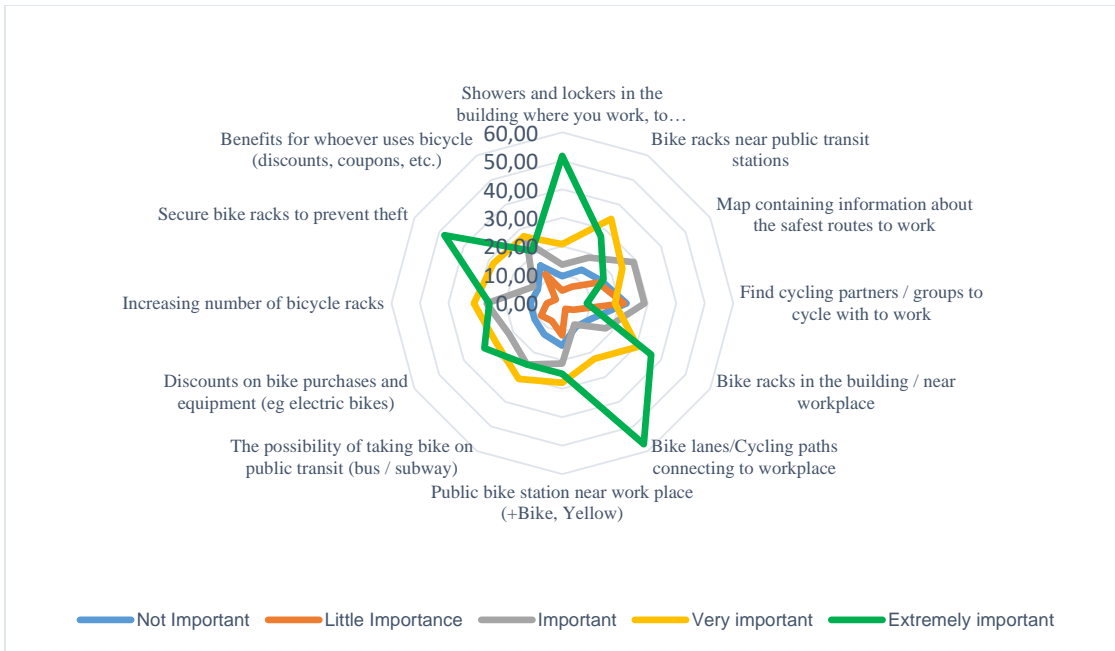 Showers and lockers in the
building where you work, to…
Bike racks near public transit
stations
Map containing information about
the safest routes to work
Find cycling partners / groups to
cycle with to work
Bike racks in the building / near
workplace
Bike lanes/Cycling paths
connecting to workplace
Public bike station near work place
(+Bike, Yellow)
The possibility of taking bike on
public transit (bus / subway)
Discounts on bike purchases and
equipment (eg electric bikes)
Increasing number of bicycle racks
Secure bike racks to prevent theft
Benefits for whoever uses bicycle
(discounts, coupons, etc.)
60,00
50,00
40,00
30,00
20,00
10,00
0,00
Not Important
Little Importance
Important
Very important
Extremely important